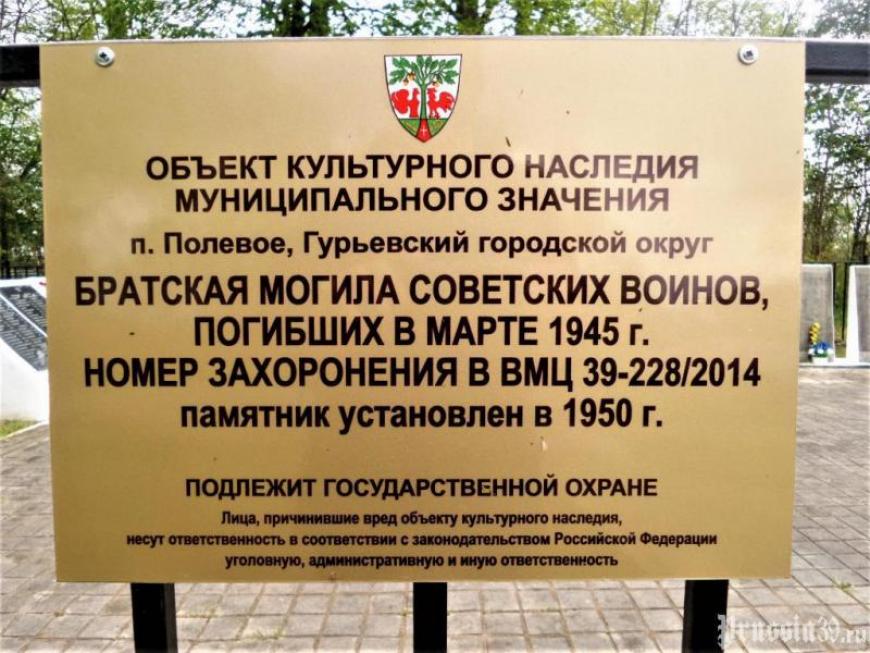 ОБЪЕКТ КУЛЬТУРНОГО НАСЛЕДИЯ
МУНИЦИПАЛЬНОГО ЗНАЧЕНИЯ
п. Полевое, Гурьевский городской округ
БРАТСКАЯ МОГИЛА СОВЕТСКИХ ВОИНОВ,
ПОГИБШИХ В МАРТЕ 1945 г.
НОМЕР ЗАХОРОНЕНИЯ В ВМЦ 39-228/2014
памятник установлен в 1950 г.
ПОДЛЕЖИТ ГОСУДАРСТВЕННОЙ ОХРАНЕ
Лица, причинившие вред объекту культурного наследия,
несут ответственность в соответствии с законодательством Российской Федерации
уголовную, административную и иную ответственность
Prussia39.ru